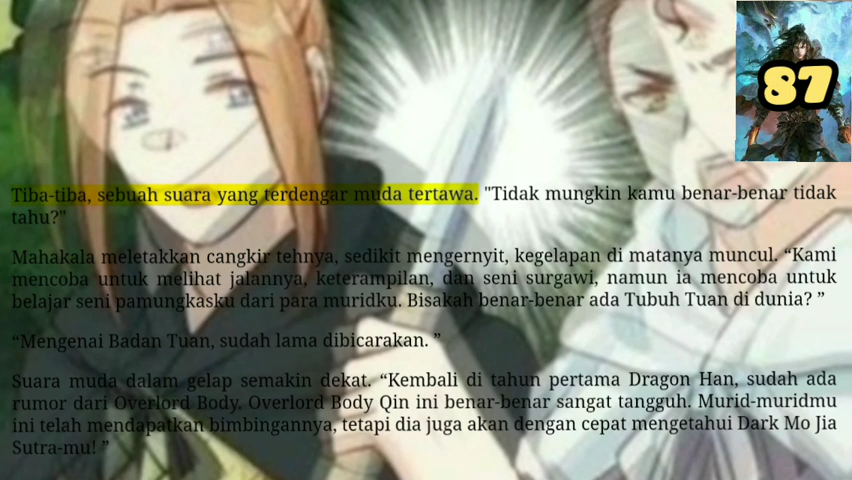 87
Tiba-tiba, sebuah suara yang terdengar muda tertawa. "Tidak mungkin kamu benar-benar tidak
tahu?"
Mahakala meletakkan cangkir tehnya, sedikit mengernyit, kegelapan di matanya muncul. “Kami
mencoba untuk melihat jalannya, keterampilan, dan seni surgawi, namun ia mencoba untuk
belajar seni pamungkasku dari para muridku. Bisakah benar-benar ada Tubuh Tuan di dunia? ”
“Mengenai Badan Tuan, sudah lama dibicarakan. ”
Suara muda dalam gelap semakin dekat. “Kembali di tahun pertama Dragon Han, sudah ada
rumor dari Overlord Body. Overlord Body Qin ini benar-benar sangat tangguh. Murid-muridmu
ini telah mendapatkan bimbingannya, tetapi dia juga akan dengan cepat mengetahui Dark Mo Jia
Sutra-mu! ”